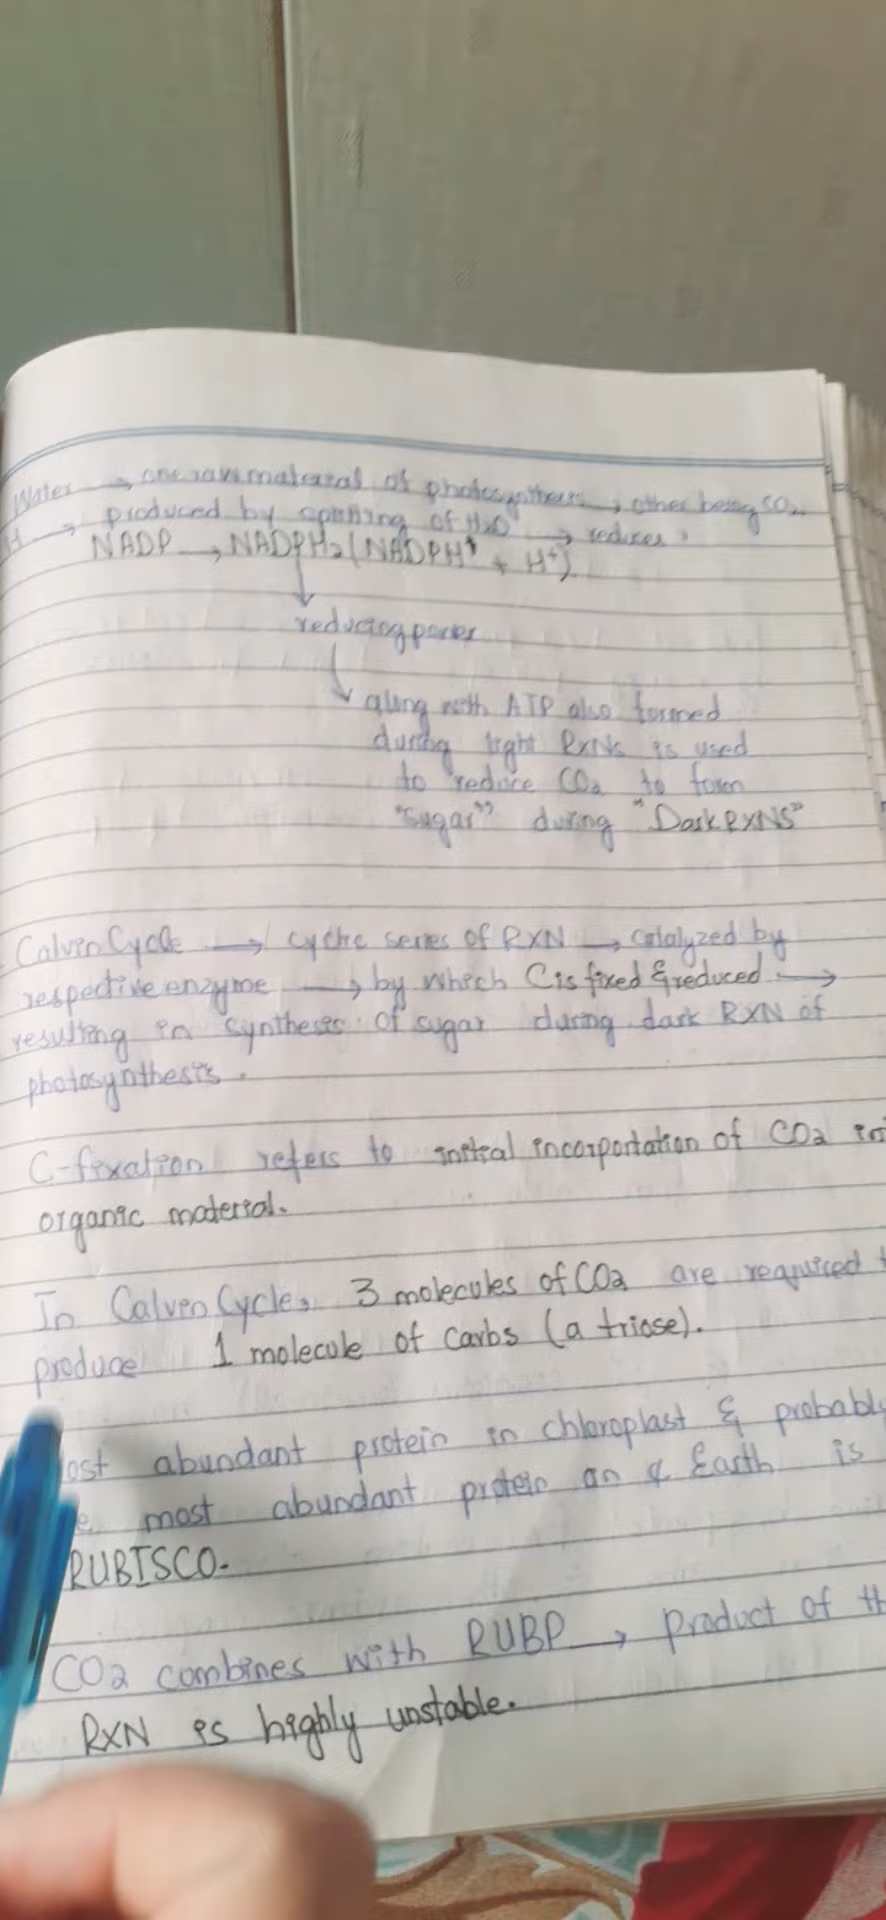 Water → one raw material of photosynthesis → other being CO2
H → produced by splitting of H2O → reduces
NADP → NADPH2 (NADPH + H+)
↓
reducing power
↓ along with ATP also formed
during light RXNs is used
to reduce CO2 to form
"Sugar" during "Dark RXNS"
Calvin Cycle → cyclic series of RXN → catalyzed by
respective enzyme → by which C is fixed & reduced →
resulting in synthesis of sugar during dark RXN of
photosynthesis.
C-fixation refers to initial incorportation of CO2 in
organic material.
In Calven Cycle, 3 molecules of CO2 are required t
produce 1 molecule of carbs (a triose).
ost abundant protein in chloroplast & probably
e most abundant protein on Earth is
RUBISCO.
CO2 combines with RUBP → product of th
RXN is highly unstable.